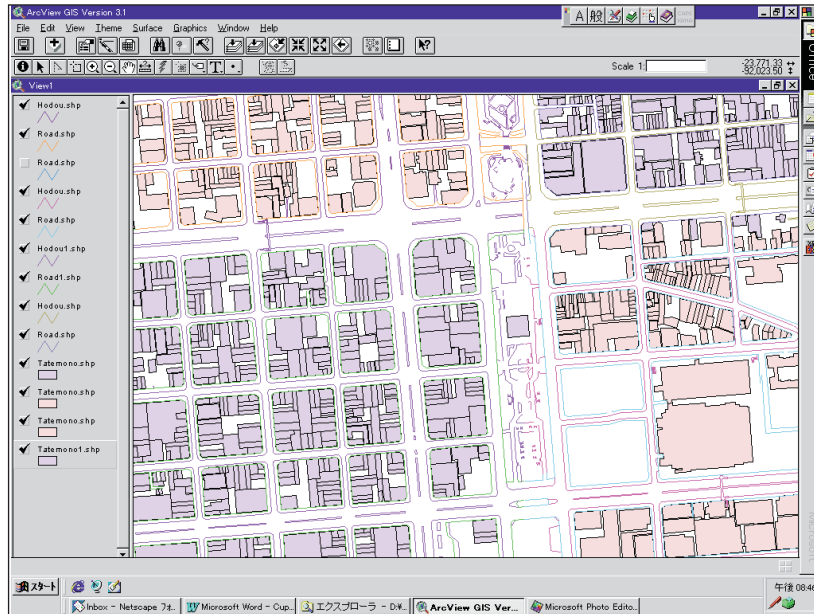 ArcView GIS Version 3.1
A 般
File Edit View Theme Surface Graphics Window Help
Scale 1:
-23,771.33
-92,023.50
Office
View1
Hodou.shp
Road.shp
Road.shp
Hodou.shp
Road.shp
Hodou1.shp
Road1.shp
Hodou.shp
Road.shp
Tatemono.shp
Tatemono.shp
Tatemono.shp
Tatemono1.shp
スタート
午後 08:46
Inbox - Netscape フォ..
Microsoft Word - Cup..
エクスプローラ - D:¥..
ArcView GIS Ver...
Microsoft Photo Edito..